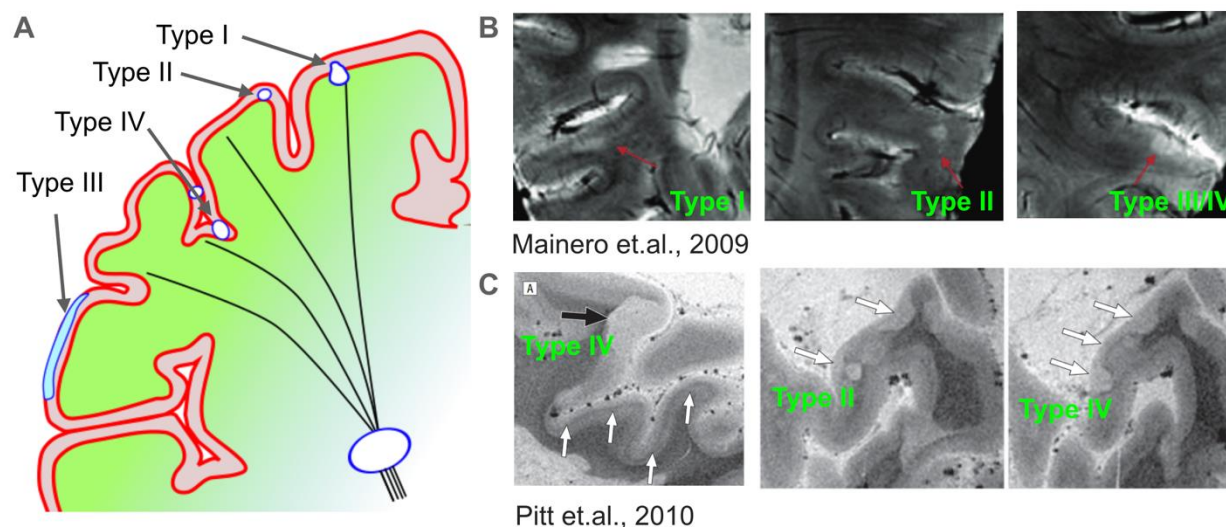 A
Type I
Type II
Type IV
Type III
B
Type I
Type II
Type III/IV
Mainero et.al., 2009
C
A
Type IV
Type II
Type IV
Pitt et.al., 2010